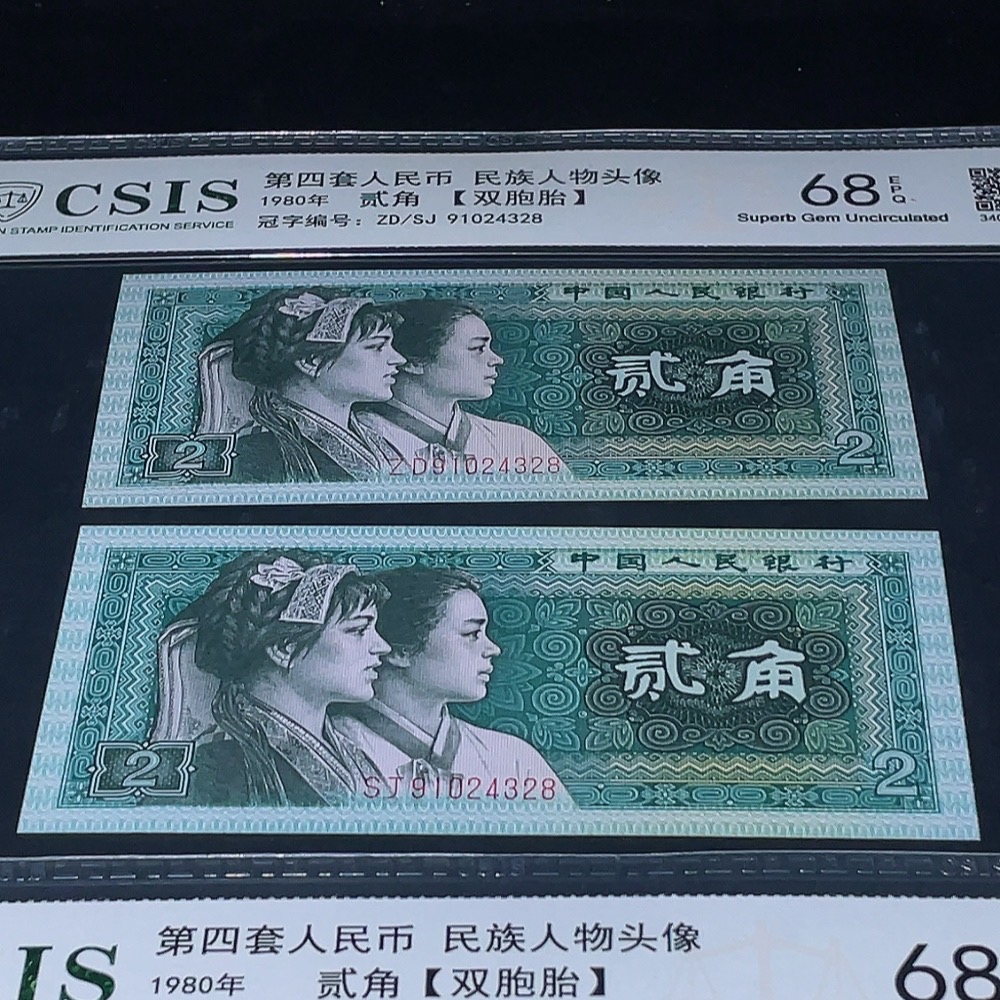 CSIS
N STAMP IDENTIFICATION SERVICE
第四套人民币 民族人物头像
1980年 贰角【双胞胎】
冠字编号：ZD/SJ 91024328
68 EPQ
Superb Gem Uncirculated
340
中国人民银行
贰角
2
ZD91024328
2
中国人民银行
贰角
2
SJ91024328
2
IS
第四套人民币 民族人物头像
1980年 贰角【双胞胎】
68